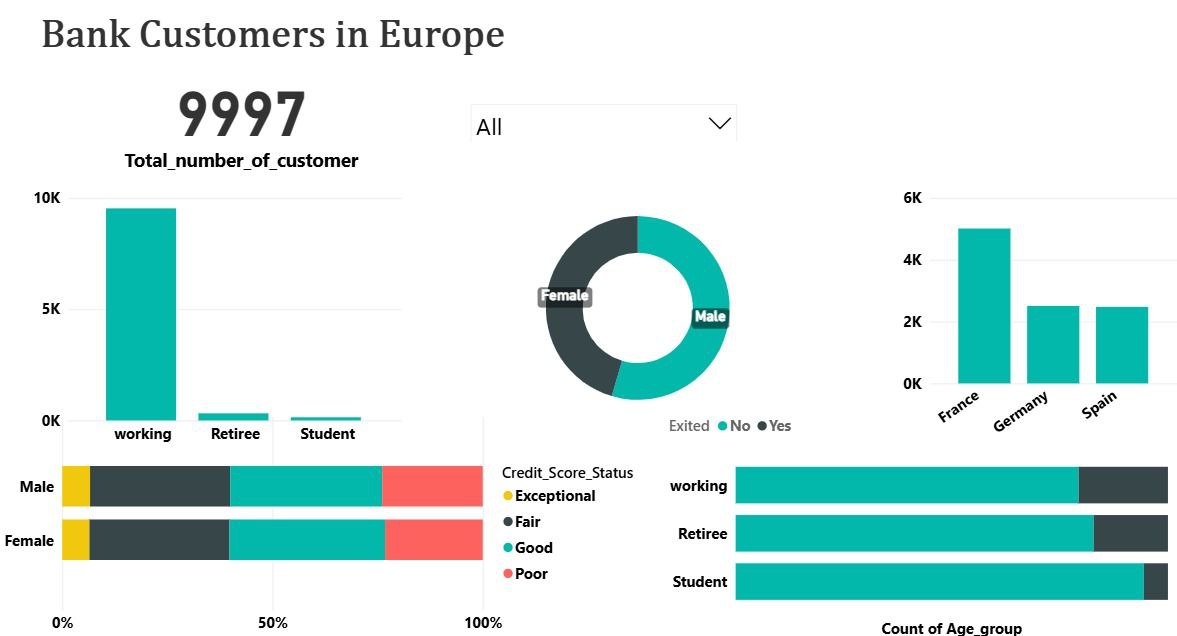 Bank Customers in Europe
9997
Total_number_of_customer
All
10K
5K
0K
working
Retiree
Student
Female
Male
6K
4K
2K
0K
France
Germany
Spain
Male
Female
0%
50%
100%
Credit_Score_Status
Exceptional
Fair
Good
Poor
Exited No Yes
working
Retiree
Student
Count of Age_group